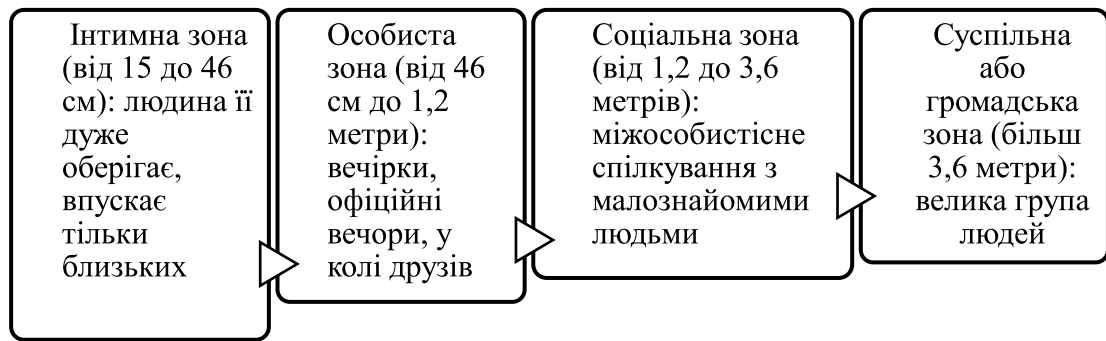 Інтимна зона
(від 15 до 46
см): людина її
дуже
оберігає,
впускає
тільки
близьких
Особиста
зона (від 46
см до 1,2
метри):
вечірки,
офіційні
вечори, у
колі друзів
Соціальна зона
(від 1,2 до 3,6
метрів):
міжособистісне
спілкування з
малознайомими
людьми
Суспільна
або
громадська
зона (більш
3,6 метри):
велика група
людей